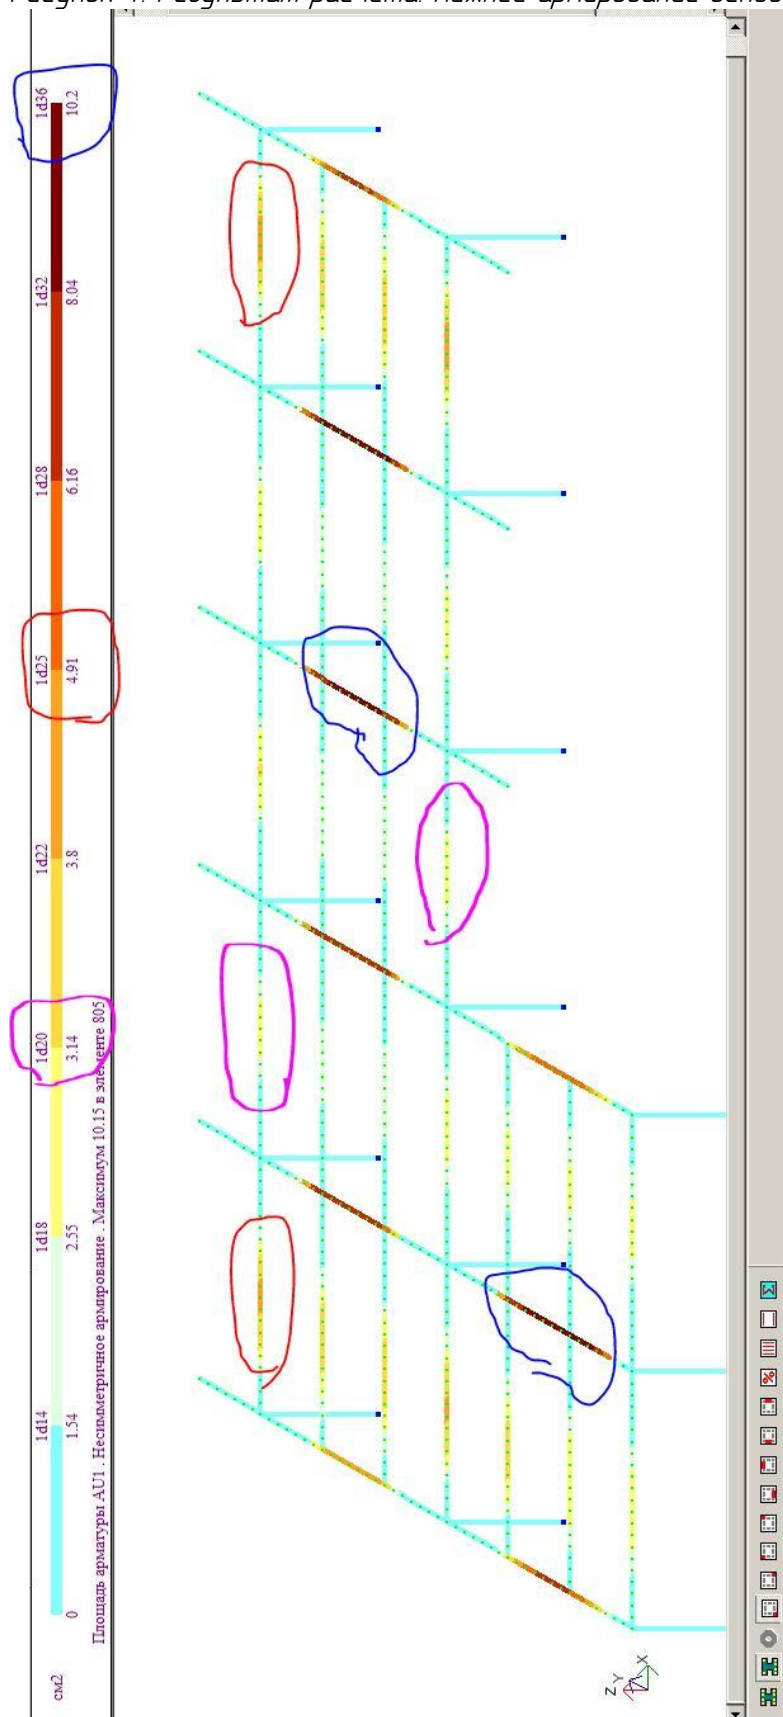 Рисунок 4. Результат расчета. Нижнее армирование
1d14 1d18 1d20 1d22 1d25 1d28 1d32 1d36
см2 0 1.54 2.55 3.14 3.8 4.91 6.16 8.04 10.2
Площадь арматуры AU1 . Несимметричное армирование . Максимум 10.15 в элементе 805
Z
Y
X